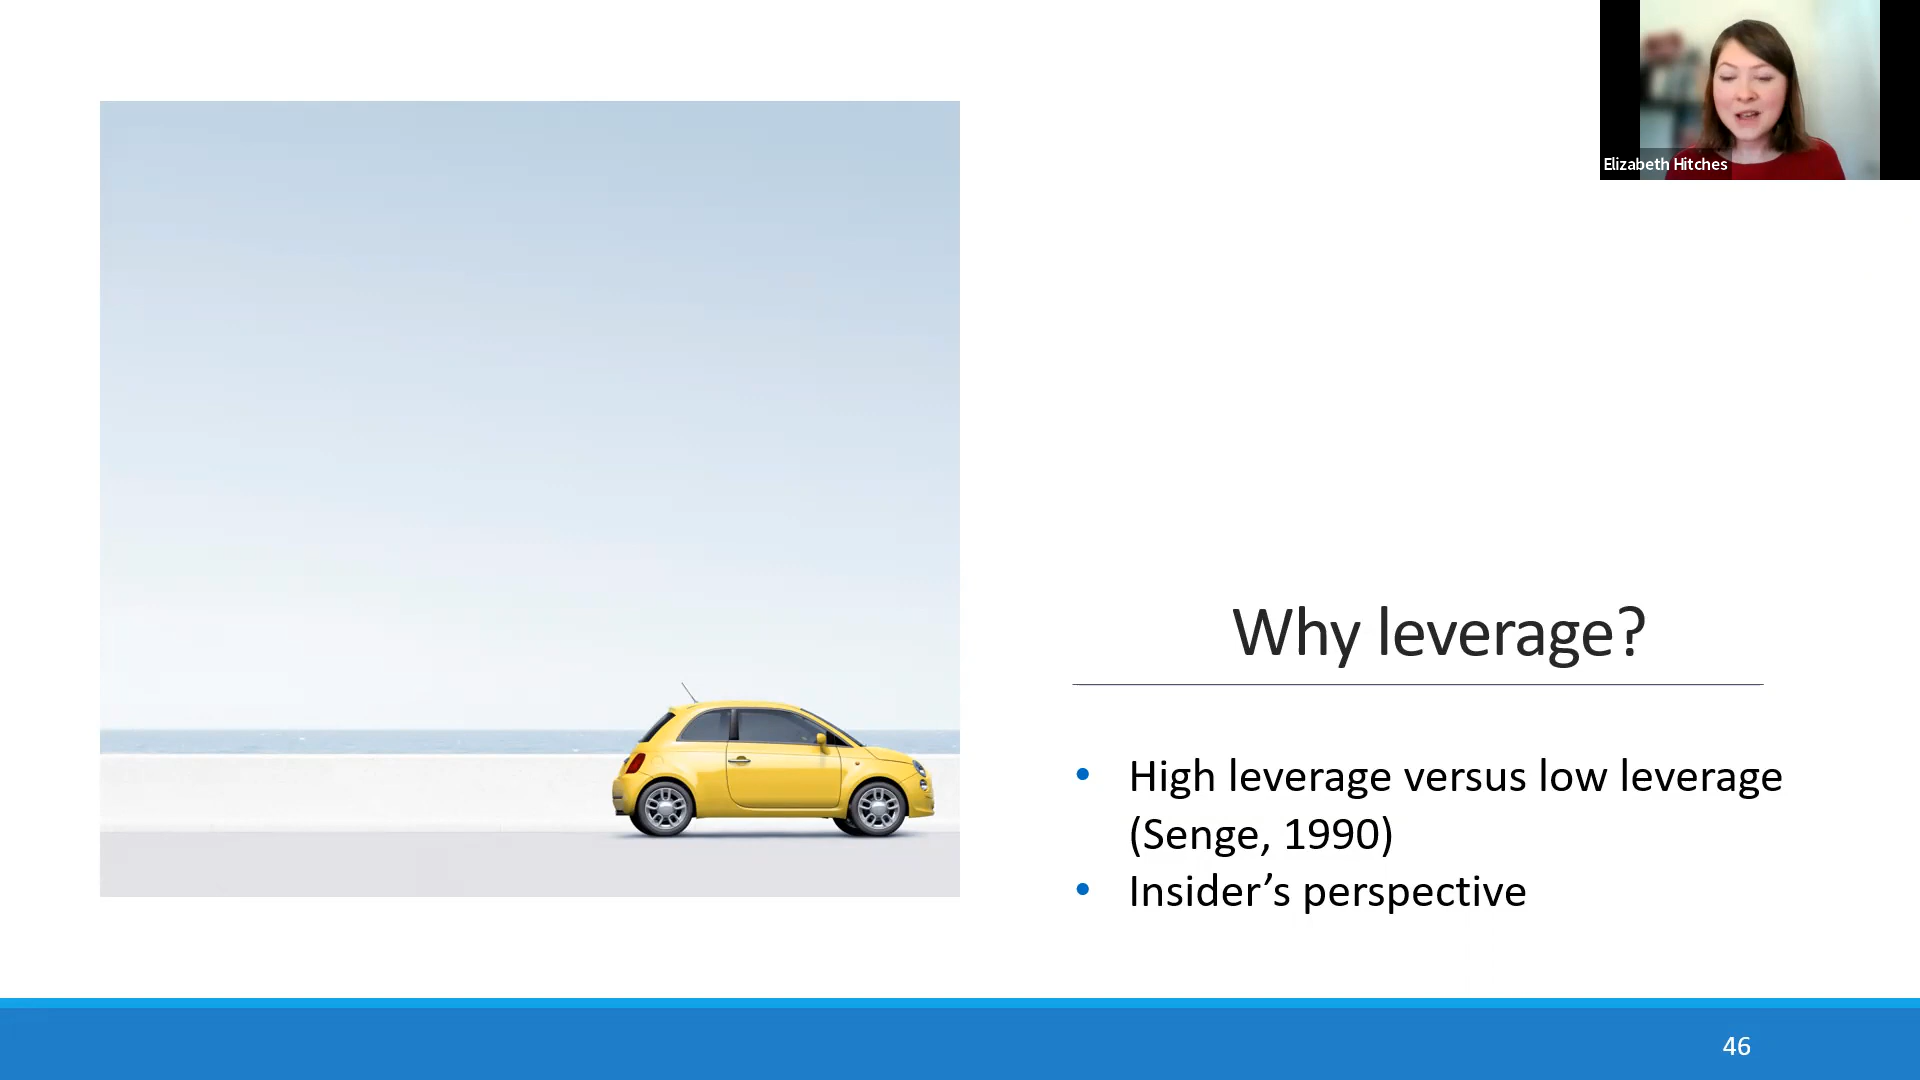 Elizabeth Hitches
Why leverage?
• High leverage versus low leverage
(Senge, 1990)
• Insider’s perspective
46